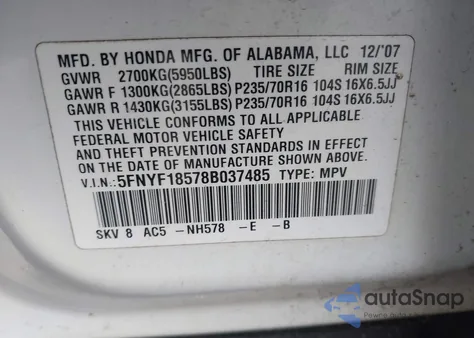 MFD. BY HONDA MFG. OF ALABAMA, LLC 12/'07
GVWR 2700KG(5950LBS) TIRE SIZE RIM SIZE
GAWR F 1300KG(2865LBS) P235/70R16 104S 16X6.5JJ
GAWR R 1430KG(3155LBS) P235/70R16 104S 16X6.5JJ
THIS VEHICLE CONFORMS TO ALL APPLICABLE
FEDERAL MOTOR VEHICLE SAFETY
AND THEFT PREVENTION STANDARDS IN EFFECT
ON THE DATE OF MANUFACTURE SHOWN ABOVE.
V.I.N.:5FNYF18578B037485 TYPE: MPV
SKV 8 AC5 -NH578 -E -B
autoSnap